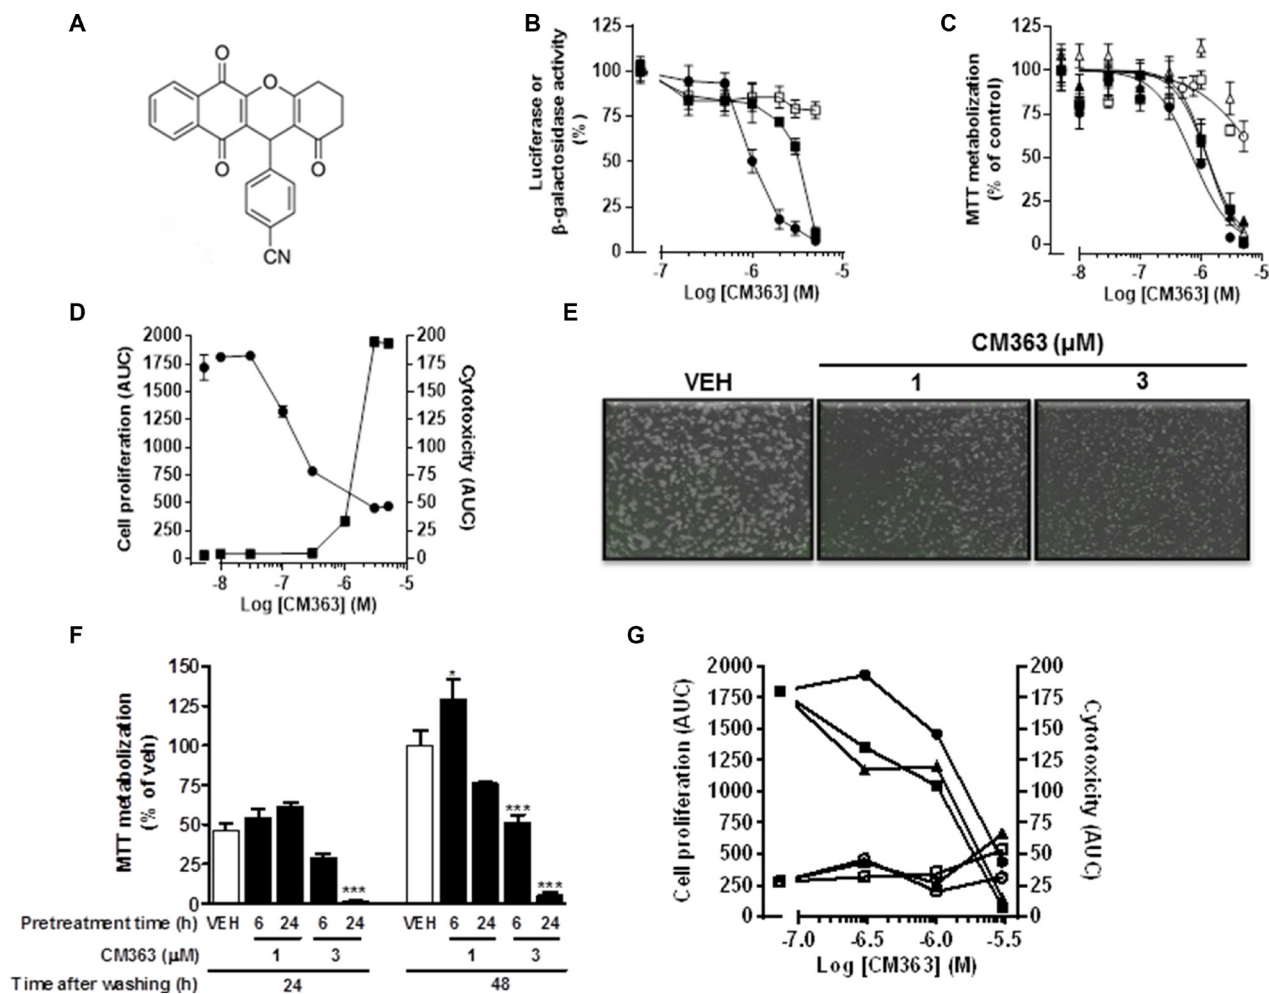 A
O
O
O
O
CN
B
Luciferase or
β-galactosidase activity
(%)
125
100
75
50
25
0
-7
-6
-5
Log [CM363] (M)
C
MTT metabolization
(% of control)
125
100
75
50
25
0
-8
-7
-6
-5
Log [CM363] (M)
D
Cell proliferation (AUC)
2000
1750
1500
1250
1000
750
500
250
0
200
175
150
125
100
75
50
25
0
Cytotoxicity (AUC)
-8
-7
-6
-5
Log [CM363] (M)
E
CM363 (μM)
VEH
1
3
F
MTT metabolization
(% of veh)
150
125
100
75
50
25
0
***
*
***
***
Pretreatment time (h) VEH 6 24 6 24 VEH 6 24 6 24
CM363 (μM) 1 3 1 3
Time after washing (h) 24 48
G
Cell proliferation (AUC)
2000
1750
1500
1250
1000
750
500
250
0
200
175
150
125
100
75
50
25
0
Cytotoxicity (AUC)
-7.0
-6.5
-6.0
-5.5
Log [CM363] (M)